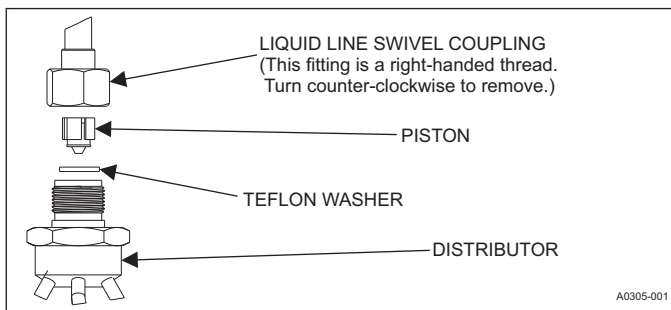 LIQUID LINE SWIVEL COUPLING
(This fitting is a right-handed thread.
Turn counter-clockwise to remove.)
PISTON
TEFLON WASHER
DISTRIBUTOR
A0305-001